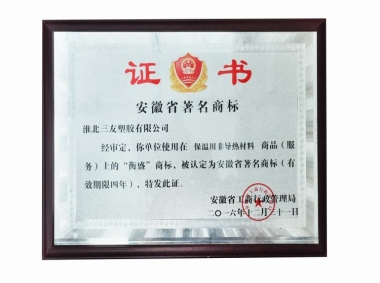 证书
安徽省著名商标
淮北三友塑胶有限公司
经审定，你单位使用在 保温用非导热材料 商品（服
务）上的“衡盛”商标，被认定为安徽省著名商标（有
效期限四年），特发此证。
安徽省工商行政管理局
二〇一六年十二月三十一日